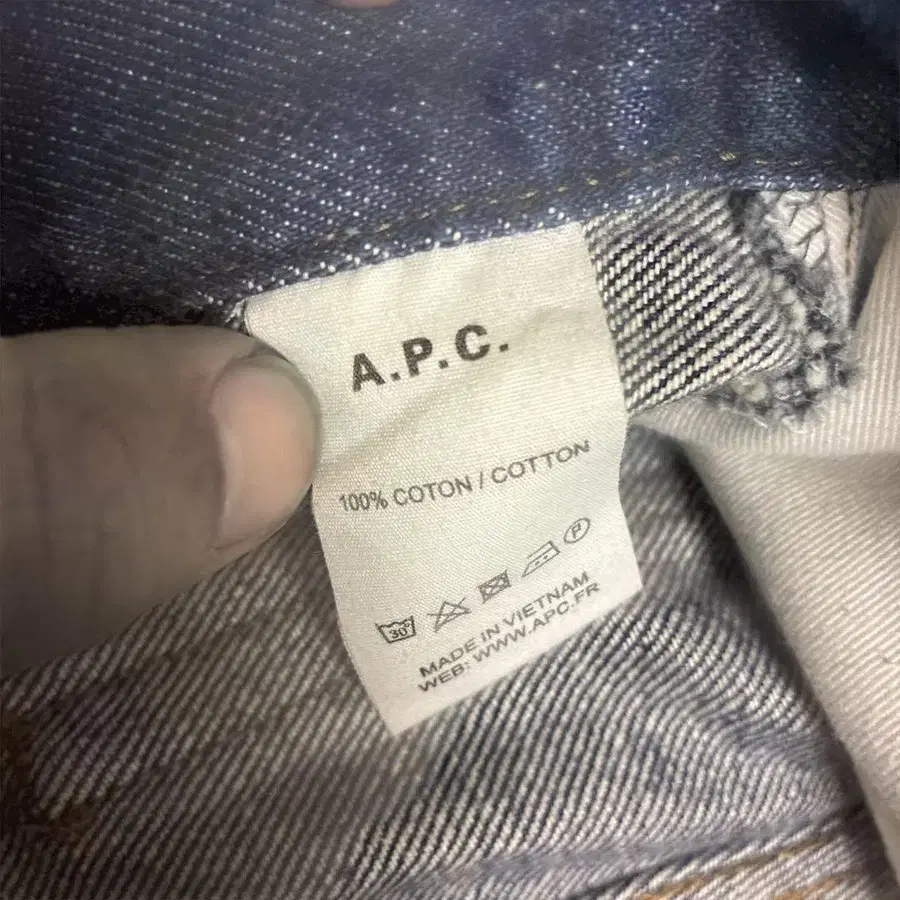 A.P.C.
100% COTON / COTTON
30° P
MADE IN VIETNAM
WEB: WWW.APC.FR